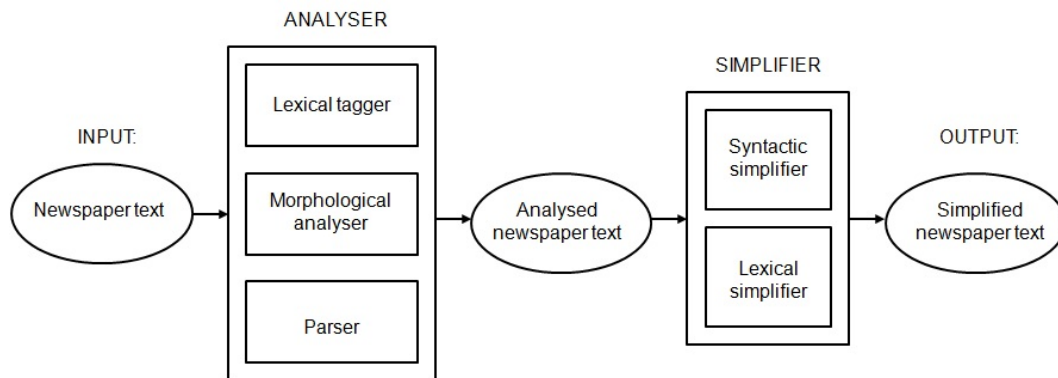 ANALYSER
Lexical tagger
Morphological
analyser
Parser
INPUT:
Newspaper text
Analysed
newspaper text
SIMPLIFIER
Syntactic
simplifier
Lexical
simplifier
OUTPUT:
Simplified
newspaper text